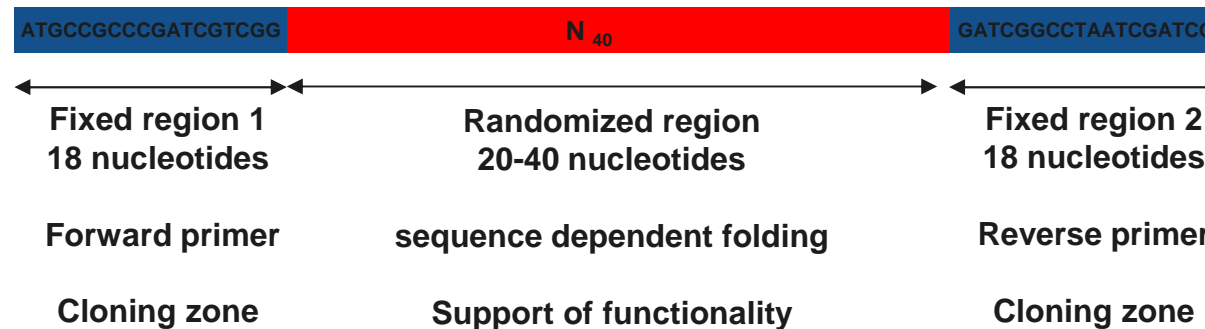 ATGCCGCCCGATCGTCGG N 40 GATCGGCCTAATCGATC
Fixed region 1 Randomized region Fixed region 2
18 nucleotides 20-40 nucleotides 18 nucleotides
Forward primer sequence dependent folding Reverse primer
Cloning zone Support of functionality Cloning zone